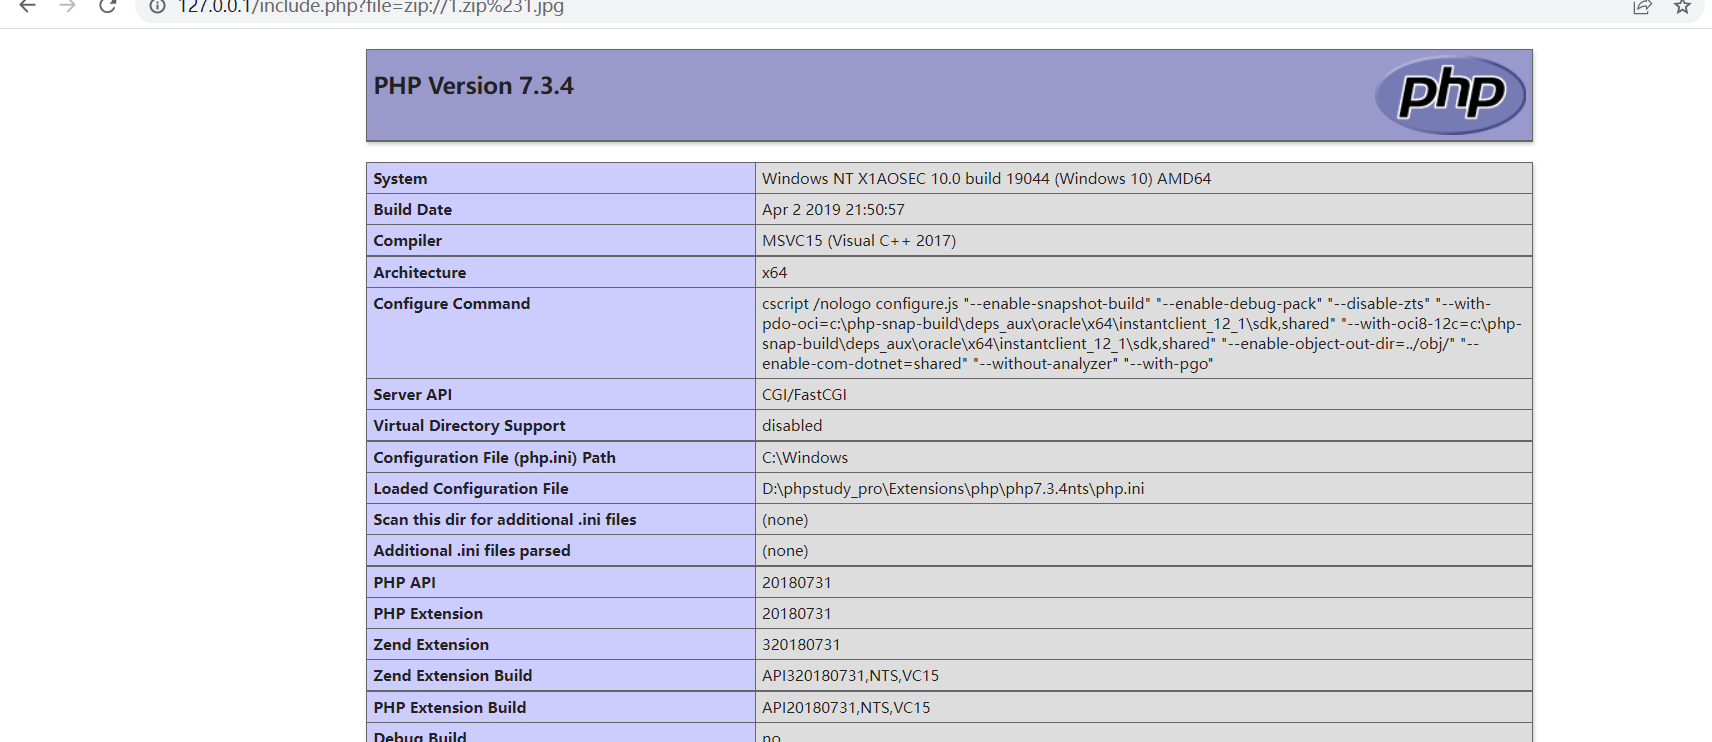 127.0.0.1/include.php?file=zip://1.zip%231.jpg
PHP Version 7.3.4
php
System Windows NT X1AOSEC 10.0 build 19044 (Windows 10) AMD64
Build Date Apr 2 2019 21:50:57
Compiler MSVC15 (Visual C++ 2017)
Architecture x64
Configure Command cscript /nologo configure.js "--enable-snapshot-build" "--enable-debug-pack" "--disable-zts" "--with-
pdo-oci=c:\php-snap-build\deps_aux\oracle\x64\instantclient_12_1\sdk,shared" "--with-oci8-12c=c:\php-
snap-build\deps_aux\oracle\x64\instantclient_12_1\sdk,shared" "--enable-object-out-dir=../obj/" "--
enable-com-dotnet=shared" "--without-analyzer" "--with-pgo"
Server API CGI/FastCGI
Virtual Directory Support disabled
Configuration File (php.ini) Path C:\Windows
Loaded Configuration File D:\phpstudy_pro\Extensions\php\php7.3.4nts\php.ini
Scan this dir for additional .ini files (none)
Additional .ini files parsed (none)
PHP API 20180731
PHP Extension 20180731
Zend Extension 320180731
Zend Extension Build API320180731,NTS,VC15
PHP Extension Build API20180731,NTS,VC15
Debug Build no